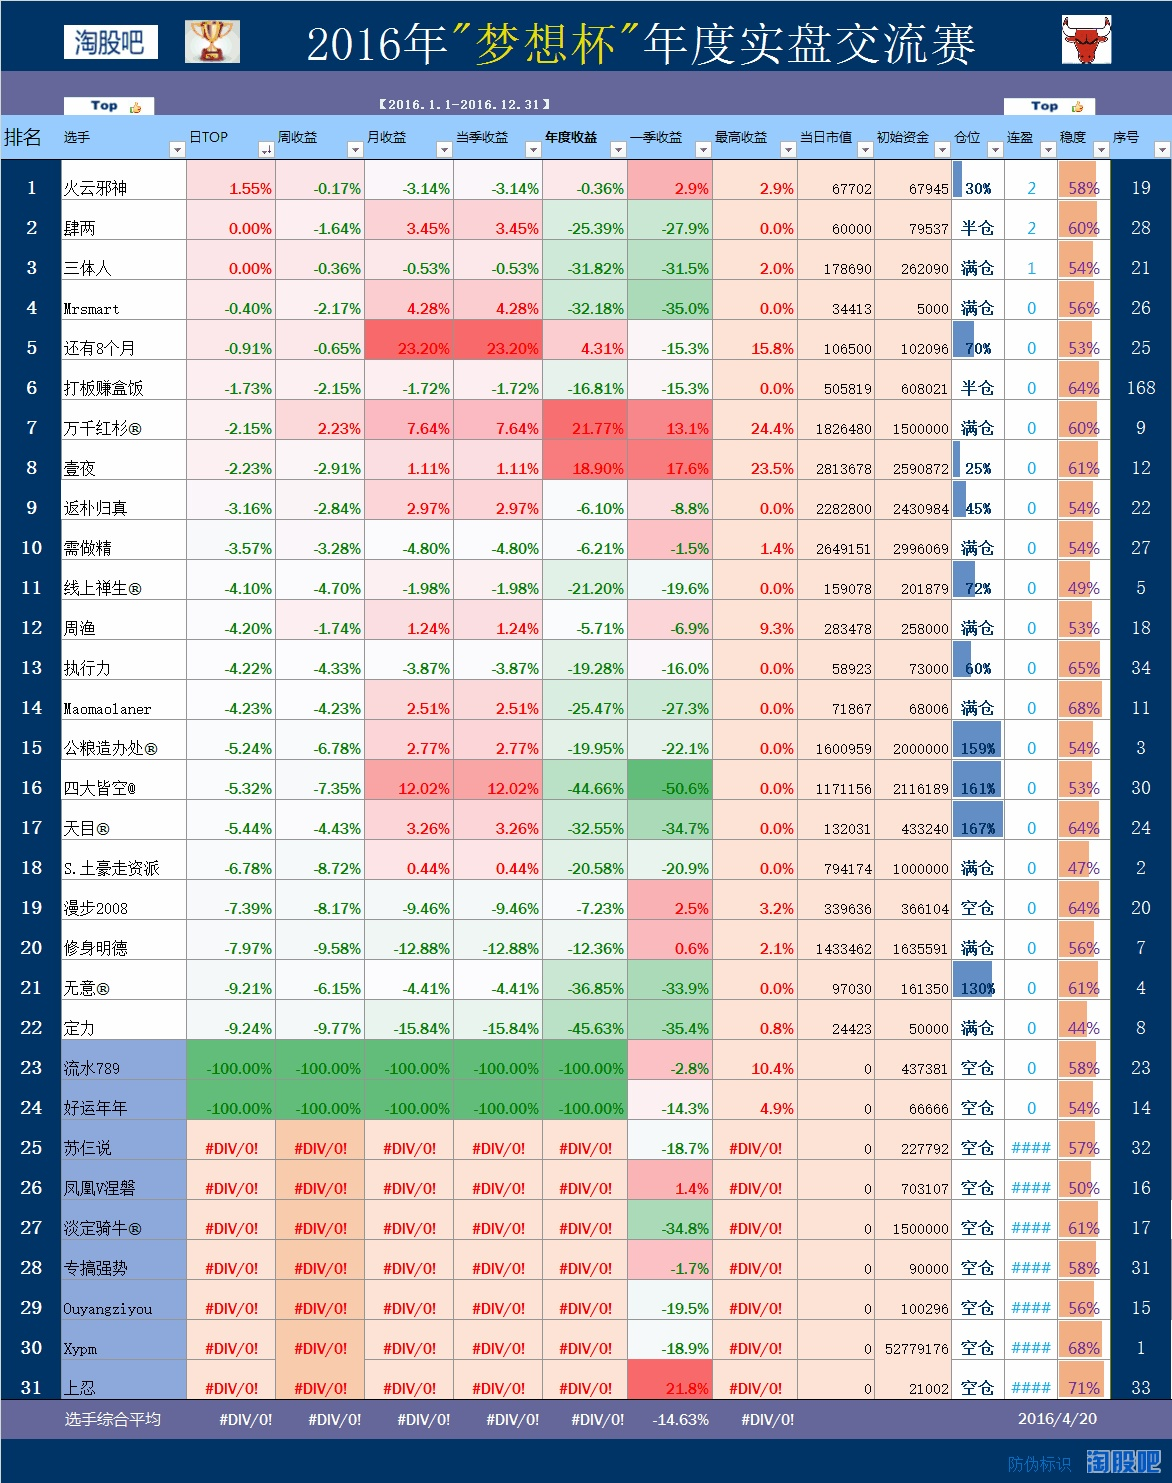 淘股吧
2016年"梦想杯"年度实盘交流赛
【2016.1.1-2016.12.31】
Top Top
排名 选手 日TOP 周收益 月收益 当季收益 年度收益 一季收益 最高收益 当日市值 初始资金 仓位 连盈 稳度 序号
1 火云邪神 1.55% -0.17% -3.14% -3.14% -0.36% 2.9% 2.9% 67702 67945 30% 2 58% 19
2 肆两 0.00% -1.64% 3.45% 3.45% -25.39% -27.9% 0.0% 60000 79537 半仓 2 60% 28
3 三体人 0.00% -0.36% -0.53% -0.53% -31.82% -31.5% 2.0% 178690 262090 满仓 1 54% 21
4 Mrsmart -0.40% -2.17% 4.28% 4.28% -32.18% -35.0% 0.0% 34413 5000 满仓 0 56% 26
5 还有8个月 -0.91% -0.65% 23.20% 23.20% 4.31% -15.3% 15.8% 106500 102096 70% 0 53% 25
6 打板赚盒饭 -1.73% -2.15% -1.72% -1.72% -16.81% -15.3% 0.0% 505819 608021 半仓 0 64% 168
7 万千红杉® -2.15% 2.23% 7.64% 7.64% 21.77% 13.1% 24.4% 1826480 1500000 满仓 0 60% 9
8 壹夜 -2.23% -2.91% 1.11% 1.11% 18.90% 17.6% 23.5% 2813678 2590872 25% 0 61% 12
9 返朴归真 -3.16% -2.84% 2.97% 2.97% -6.10% -8.8% 0.0% 2282800 2430984 45% 0 54% 22
10 需做精 -3.57% -3.28% -4.80% -4.80% -6.21% -1.5% 1.4% 2649151 2996069 满仓 0 54% 27
11 线上禅生® -4.10% -4.70% -1.98% -1.98% -21.20% -19.6% 0.0% 159078 201879 72% 0 49% 5
12 周渔 -4.20% -1.74% 1.24% 1.24% -5.71% -6.9% 9.3% 283478 258000 满仓 0 53% 18
13 执行力 -4.22% -4.33% -3.87% -3.87% -19.28% -16.0% 0.0% 58923 73000 60% 0 65% 34
14 Maomaolaner -4.23% -4.23% 2.51% 2.51% -25.47% -27.3% 0.0% 71867 68006 满仓 0 68% 11
15 公粮造办处® -5.24% -6.78% 2.77% 2.77% -19.95% -22.1% 0.0% 1600959 2000000 159% 0 54% 3
16 四大皆空@ -5.32% -7.35% 12.02% 12.02% -44.66% -50.6% 0.0% 1171156 2116189 161% 0 53% 30
17 天目® -5.44% -4.43% 3.26% 3.26% -32.55% -34.7% 0.0% 132031 433240 167% 0 64% 24
18 S.土豪走资派 -6.78% -8.72% 0.44% 0.44% -20.58% -20.9% 0.0% 794174 1000000 满仓 0 47% 2
19 漫步2008 -7.39% -8.17% -9.46% -9.46% -7.23% 2.5% 3.2% 339636 366104 空仓 0 64% 20
20 修身明德 -7.97% -9.58% -12.88% -12.88% -12.36% 0.6% 2.1% 1433462 1635591 满仓 0 56% 7
21 无意® -9.21% -6.15% -4.41% -4.41% -36.85% -33.9% 0.0% 97030 161350 130% 0 61% 4
22 定力 -9.24% -9.77% -15.84% -15.84% -45.63% -35.4% 0.8% 24423 50000 满仓 0 44% 8
23 流水789 -100.00% -100.00% -100.00% -100.00% -100.00% -2.8% 10.4% 0 437381 空仓 0 58% 23
24 好运年年 -100.00% -100.00% -100.00% -100.00% -100.00% -14.3% 4.9% 0 66666 空仓 0 54% 14
25 苏仨说 #DIV/0! #DIV/0! #DIV/0! #DIV/0! #DIV/0! -18.7% #DIV/0! 0 227792 空仓 #### 57% 32
26 凤凰V涅磐 #DIV/0! #DIV/0! #DIV/0! #DIV/0! #DIV/0! 1.4% #DIV/0! 0 703107 空仓 #### 50% 16
27 淡定骑牛® #DIV/0! #DIV/0! #DIV/0! #DIV/0! #DIV/0! -34.8% #DIV/0! 0 1500000 空仓 #### 61% 17
28 专搞强势 #DIV/0! #DIV/0! #DIV/0! #DIV/0! #DIV/0! -1.7% #DIV/0! 0 90000 空仓 #### 58% 31
29 Ouyangziyou #DIV/0! #DIV/0! #DIV/0! #DIV/0! #DIV/0! -19.5% #DIV/0! 0 100296 空仓 #### 56% 15
30 Xypm #DIV/0! #DIV/0! #DIV/0! #DIV/0! #DIV/0! -18.9% #DIV/0! 0 52779176 空仓 #### 68% 1
31 上忍 #DIV/0! #DIV/0! #DIV/0! #DIV/0! #DIV/0! 21.8% #DIV/0! 0 21002 空仓 #### 71% 33
选手综合平均 #DIV/0! #DIV/0! #DIV/0! #DIV/0! #DIV/0! -14.63% #DIV/0! 2016/4/20
防伪标识 淘股吧